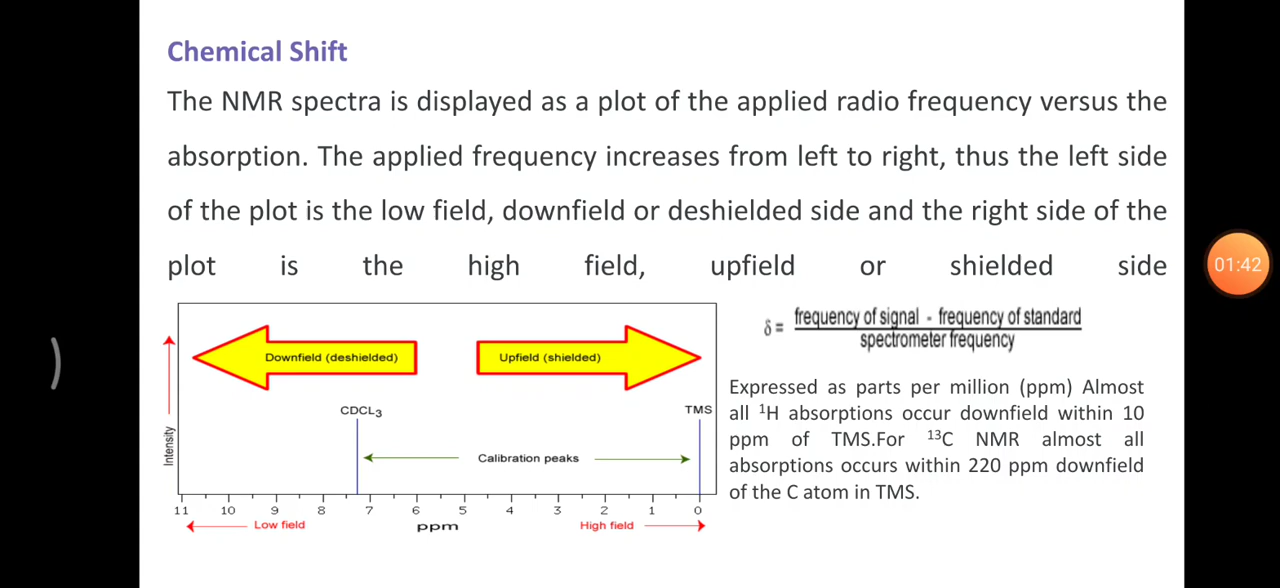 Chemical Shift
The NMR spectra is displayed as a plot of the applied radio frequency versus the
absorption. The applied frequency increases from left to right, thus the left side
of the plot is the low field, downfield or deshielded side and the right side of the
plot is the high field, upfield or shielded side
01:42
δ = frequency of signal - frequency of standard
spectrometer frequency
Expressed as parts per million (ppm) Almost
all ¹H absorptions occur downfield within 10
ppm of TMS.For ¹³C NMR almost all
absorptions occurs within 220 ppm downfield
of the C atom in TMS.
Downfield (deshielded)
Upfield (shielded)
CDCL₃
TMS
Intensity
Calibration peaks
11 10 9 8 7 6 5 4 3 2 1 0
Low field
ppm
High field